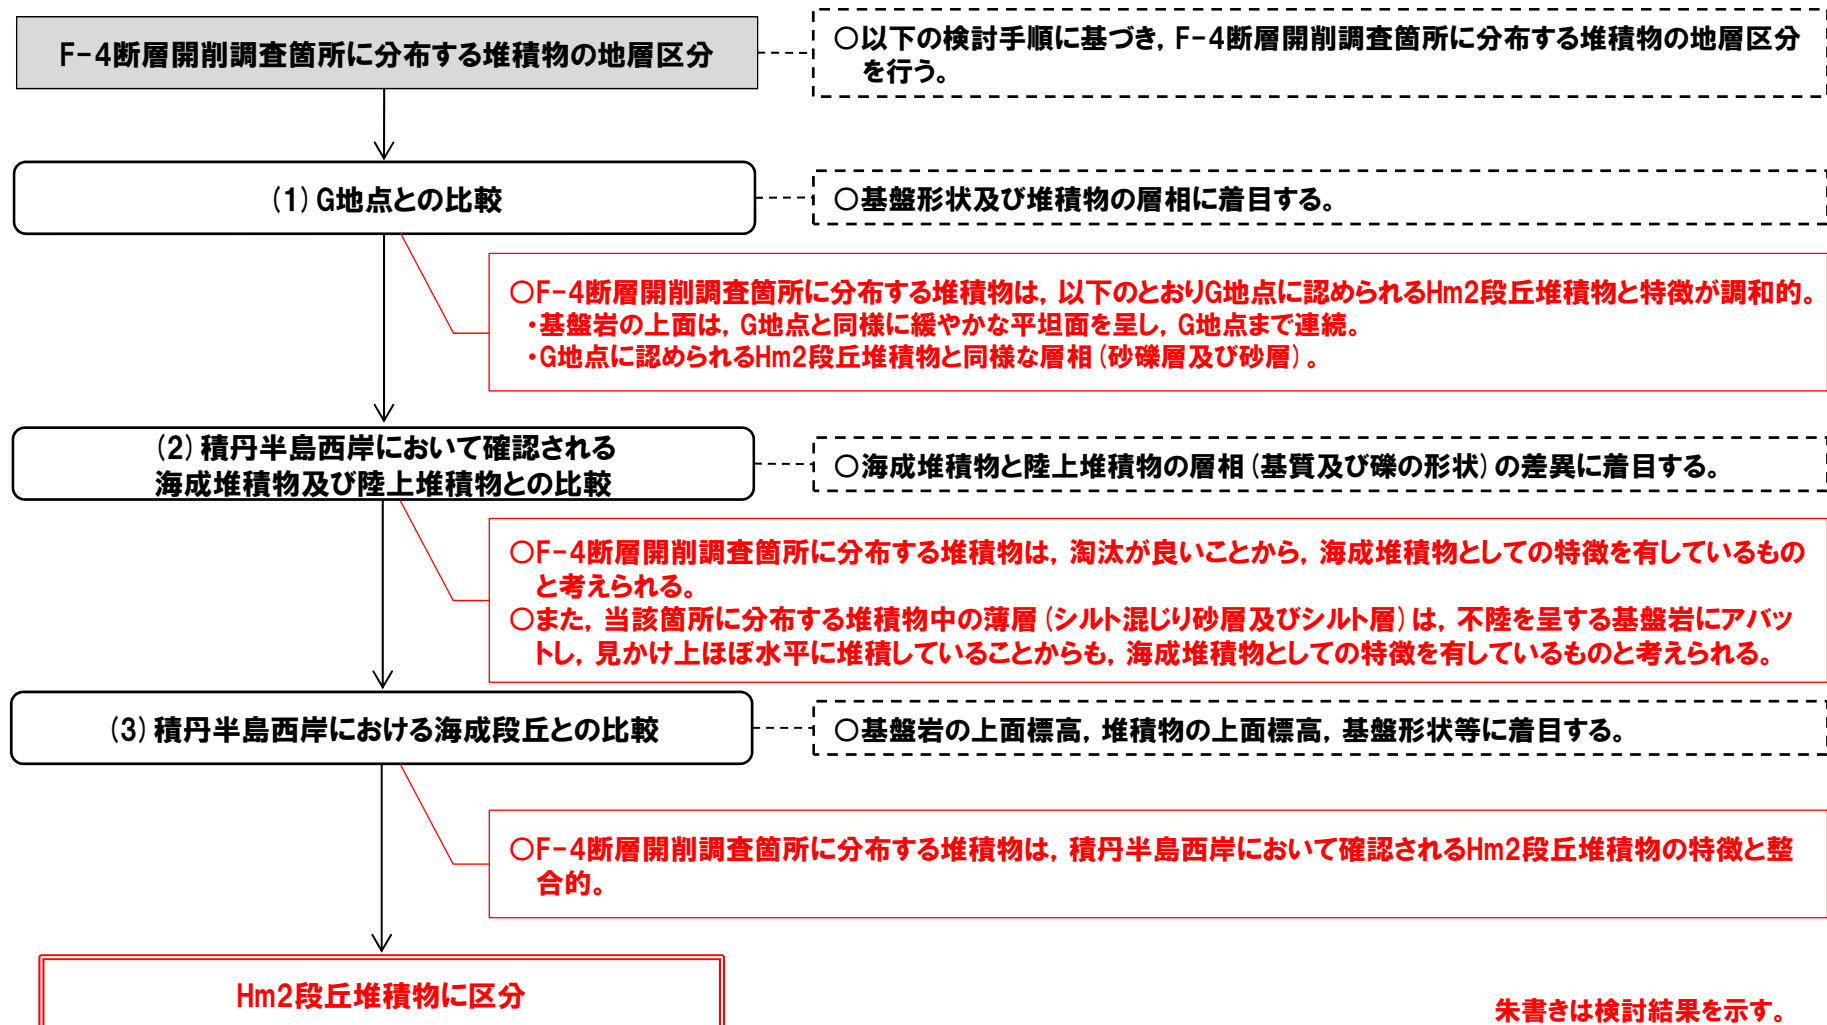 F-4断層開削調査箇所に分布する堆積物の地層区分
○以下の検討手順に基づき，F-4断層開削調査箇所に分布する堆積物の地層区分
を行う。
(1)G地点との比較
○基盤形状及び堆積物の層相に着目する。
○F-4断層開削調査箇所に分布する堆積物は，以下のとおりG地点に認められるHm2段丘堆積物と特徴が調和的。
・基盤岩の上面は，G地点と同様に緩やかな平坦面を呈し，G地点まで連続。
・G地点に認められるHm2段丘堆積物と同様な層相(砂礫層及び砂層)。
(2)積丹半島西岸において確認される
海成堆積物及び陸上堆積物との比較
○海成堆積物と陸上堆積物の層相(基質及び礫の形状)の差異に着目する。
○F-4断層開削調査箇所に分布する堆積物は，淘汰が良いことから，海成堆積物としての特徴を有しているもの
と考えられる。
○また，当該箇所に分布する堆積物中の薄層(シルト混じり砂層及びシルト層)は，不陸を呈する基盤岩にアバッ
トし，見かけ上ほぼ水平に堆積していることからも，海成堆積物としての特徴を有しているものと考えられる。
(3)積丹半島西岸における海成段丘との比較
○基盤岩の上面標高，堆積物の上面標高，基盤形状等に着目する。
○F-4断層開削調査箇所に分布する堆積物は，積丹半島西岸において確認されるHm2段丘堆積物の特徴と整
合的。
Hm2段丘堆積物に区分
朱書きは検討結果を示す。